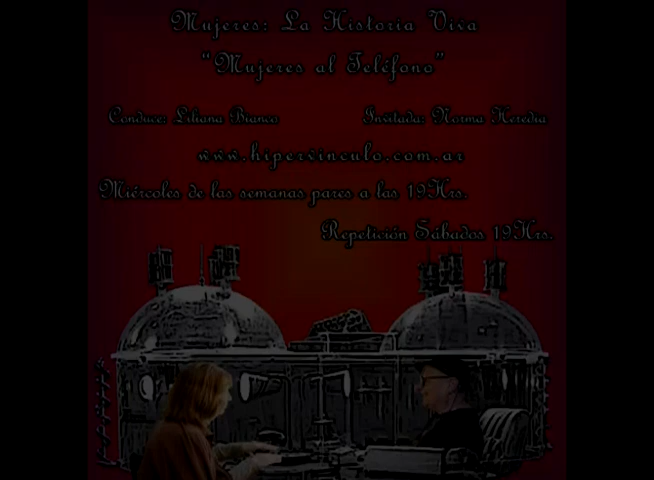 Mujeres: La Historia Viva
"Mujeres al Teléfono"
Conduce: Liliana Bianco Invitada: Norma Heredia
www.hipervinculo.com.ar
Miércoles de las semanas pares a las 19Hrs.
Repetición Sábados 19Hrs.